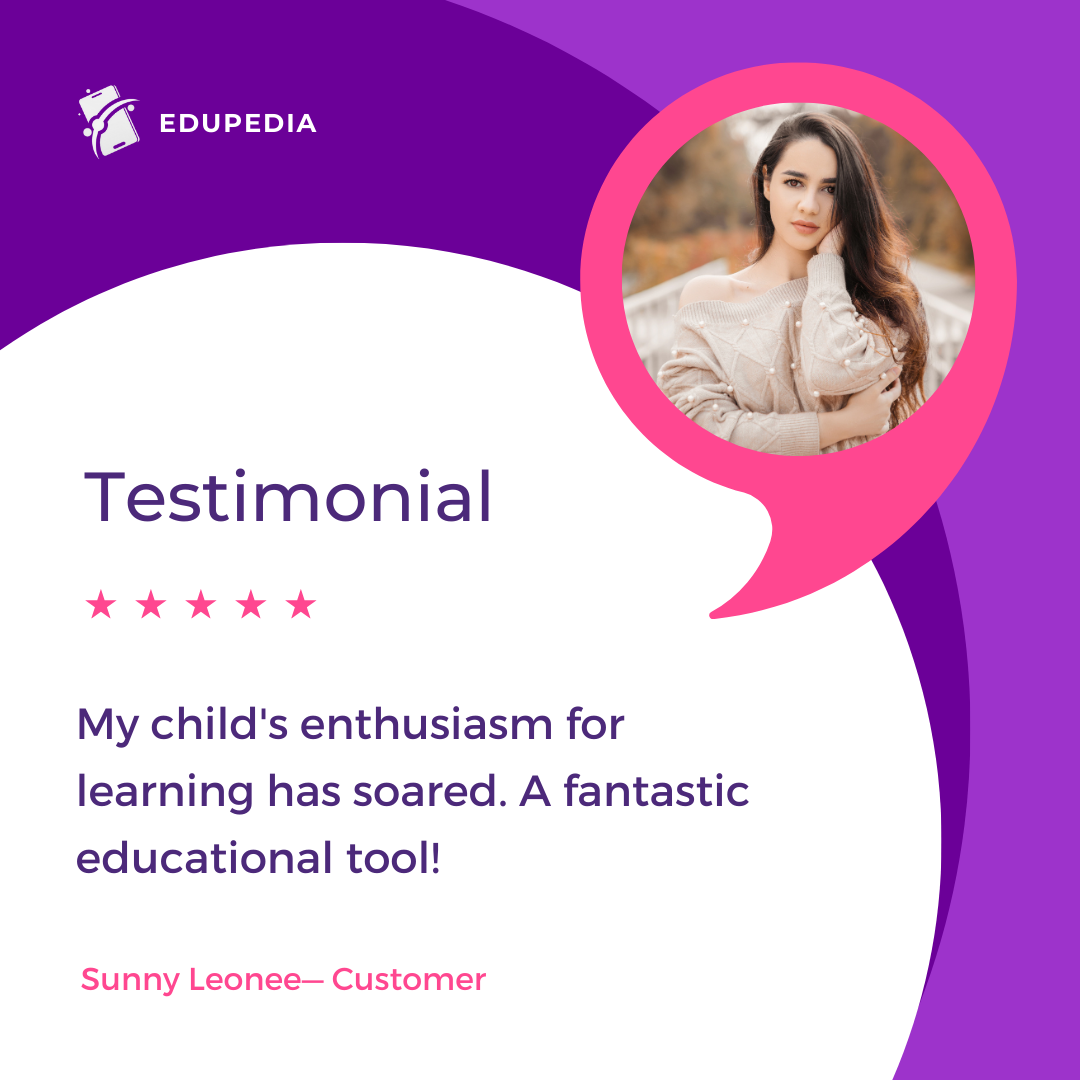 EDUPEDIA
Testimonial
★ ★ ★ ★ ★
My child's enthusiasm for
learning has soared. A fantastic
educational tool!
Sunny Leonee— Customer